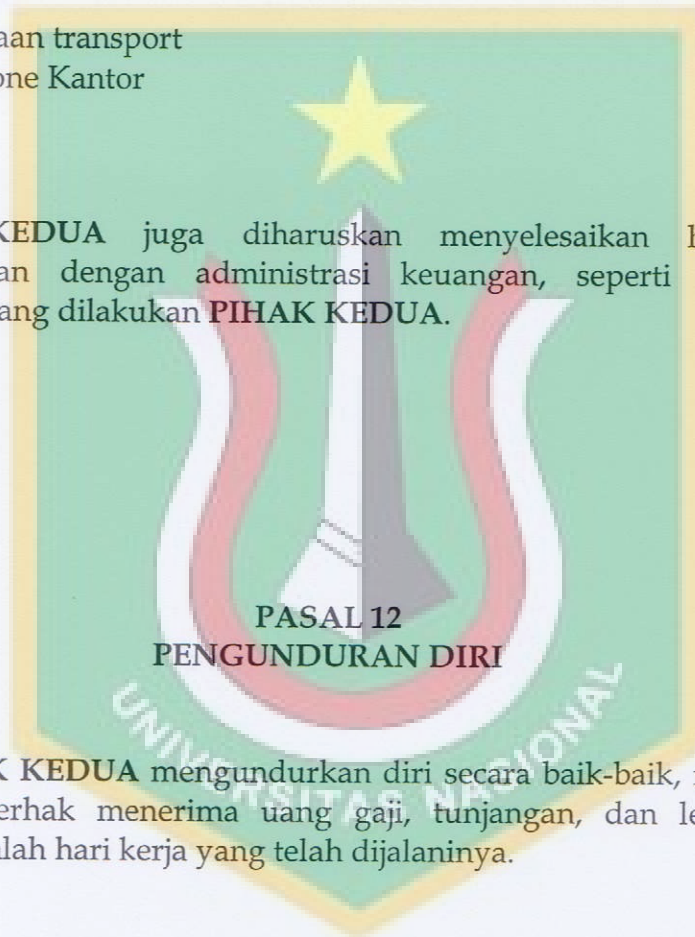 aan transport
one Kantor
KEDUA juga diharuskan menyelesaikan
an dengan administrasi keuangan, seperti
ang dilakukan PIHAK KEDUA.
PASAL 12
PENGUNDURAN DIRI
K KEDUA mengundurkan diri secara baik-baik,
erhak menerima uang gaji, tunjangan, dan le
lah hari kerja yang telah dijalaninya.
UNIVERSITAS NASIONAL